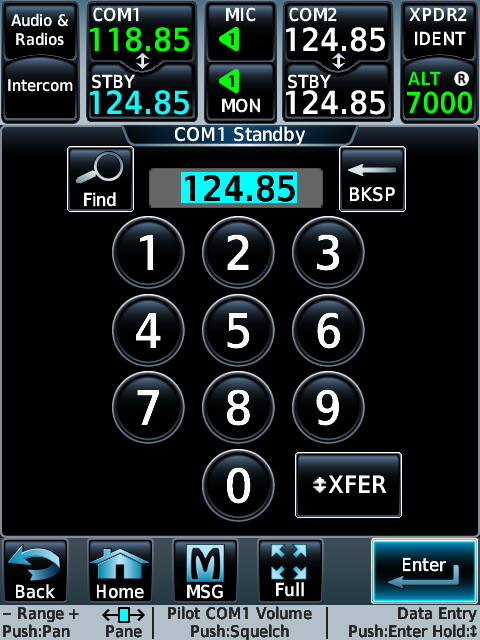 Audio &
Radios
Intercom
COM1
118.85
STBY
124.85
MIC
1
1
MON
COM2
124.85
STBY
124.85
XPDR2
IDENT
ALT R
7000
COM1 Standby
Find
124.85
BKSP
1 2 3
4 5 6
7 8 9
0 XFER
Back
Home
MSG
Full
Enter
− Range +
Push:Pan
Pane
Pilot COM1 Volume
Push:Squelch
Data Entry
Push:Enter Hold:↕